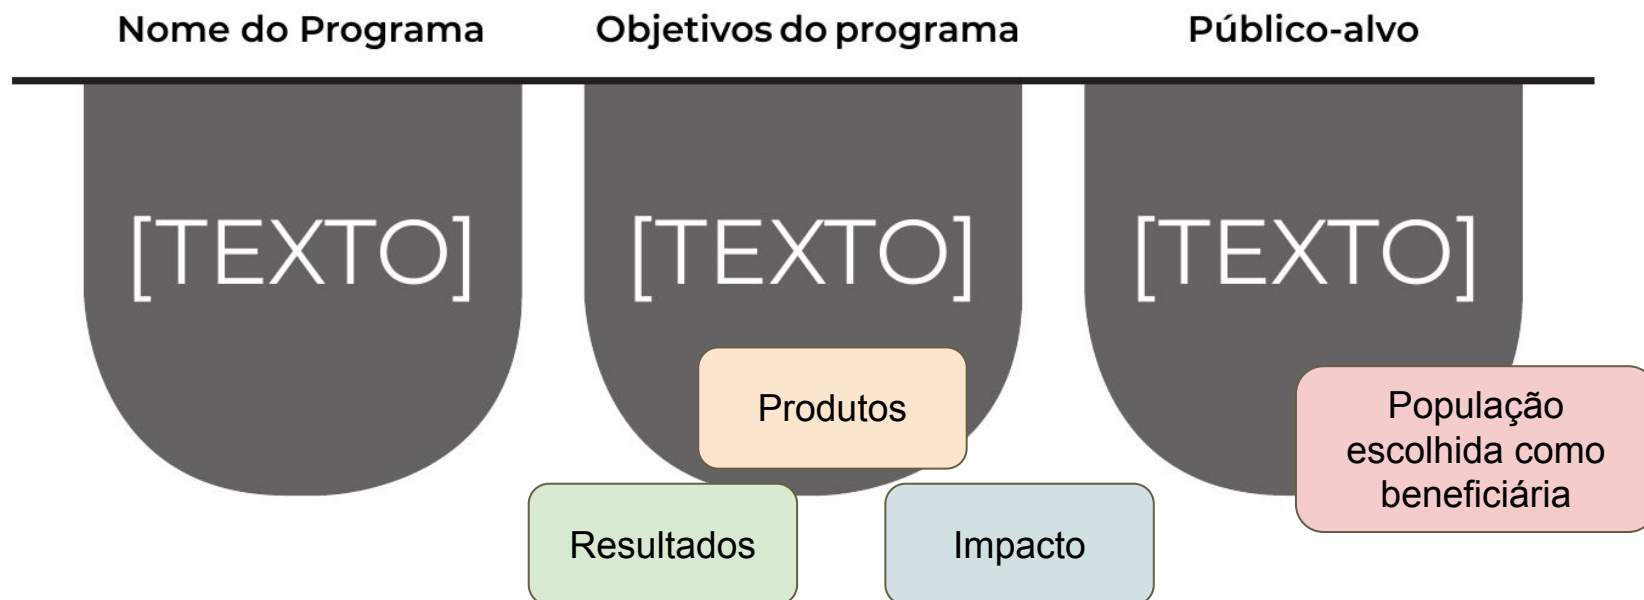 Nome do Programa
Objetivos do programa
Público-alvo
[TEXTO]
[TEXTO]
[TEXTO]
Produtos
População
escolhida como
beneficiária
Resultados
Impacto